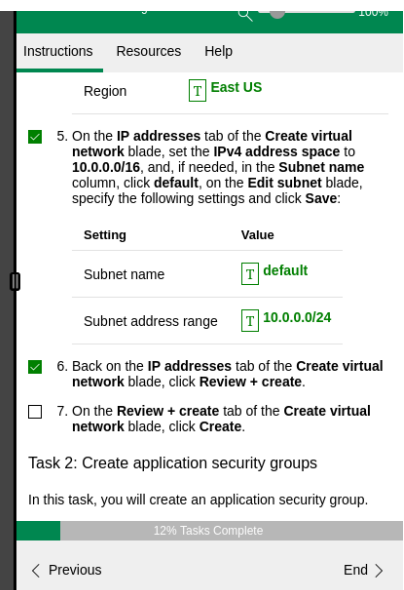 100%
Instructions Resources Help
Region T East US
5. On the IP addresses tab of the Create virtual
network blade, set the IPv4 address space to
10.0.0.0/16, and, if needed, in the Subnet name
column, click default, on the Edit subnet blade,
specify the following settings and click Save:
Setting Value
Subnet name T default
Subnet address range T 10.0.0.0/24
6. Back on the IP addresses tab of the Create virtual
network blade, click Review + create.
7. On the Review + create tab of the Create virtual
network blade, click Create.
Task 2: Create application security groups
In this task, you will create an application security group.
12% Tasks Complete
Previous End